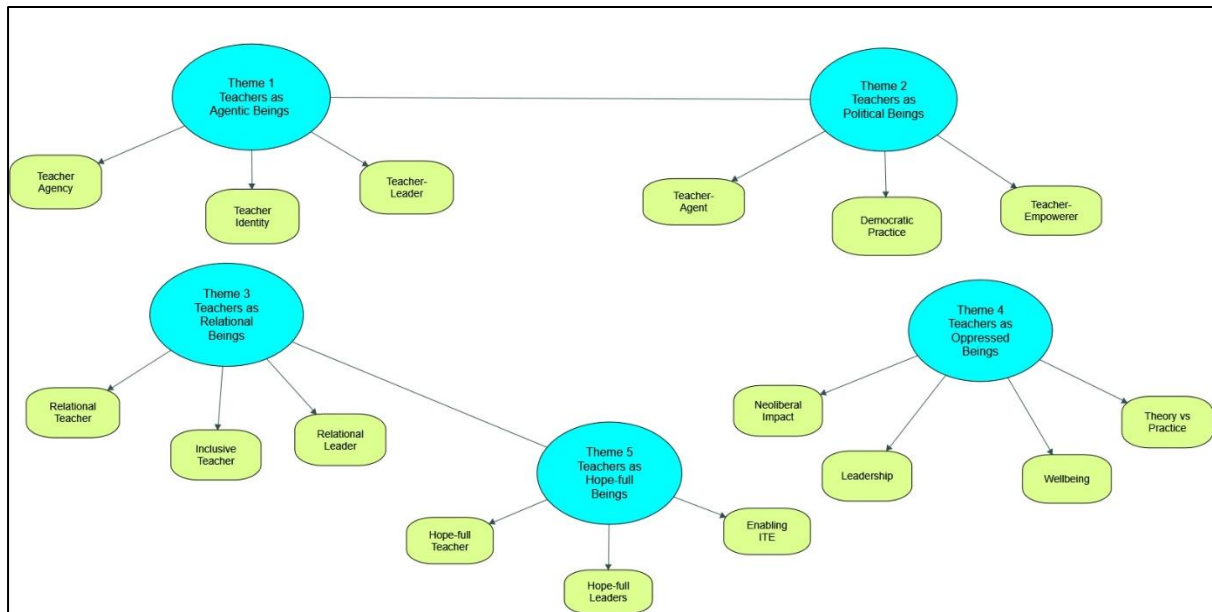 Theme 1
Teachers as
Agentic Beings
Teacher
Agency
Teacher
Identity
Teacher-
Leader
Theme 2
Teachers as
Political Beings
Teacher-
Agent
Democratic
Practice
Teacher-
Empowerer
Theme 3
Teachers as
Relational
Beings
Relational
Teacher
Inclusive
Teacher
Relational
Leader
Theme 4
Teachers as
Oppressed
Beings
Neoliberal
Impact
Leadership
Wellbeing
Theory vs
Practice
Theme 5
Teachers as
Hope-full
Beings
Hope-full
Teacher
Hope-full
Leaders
Enabling
ITE